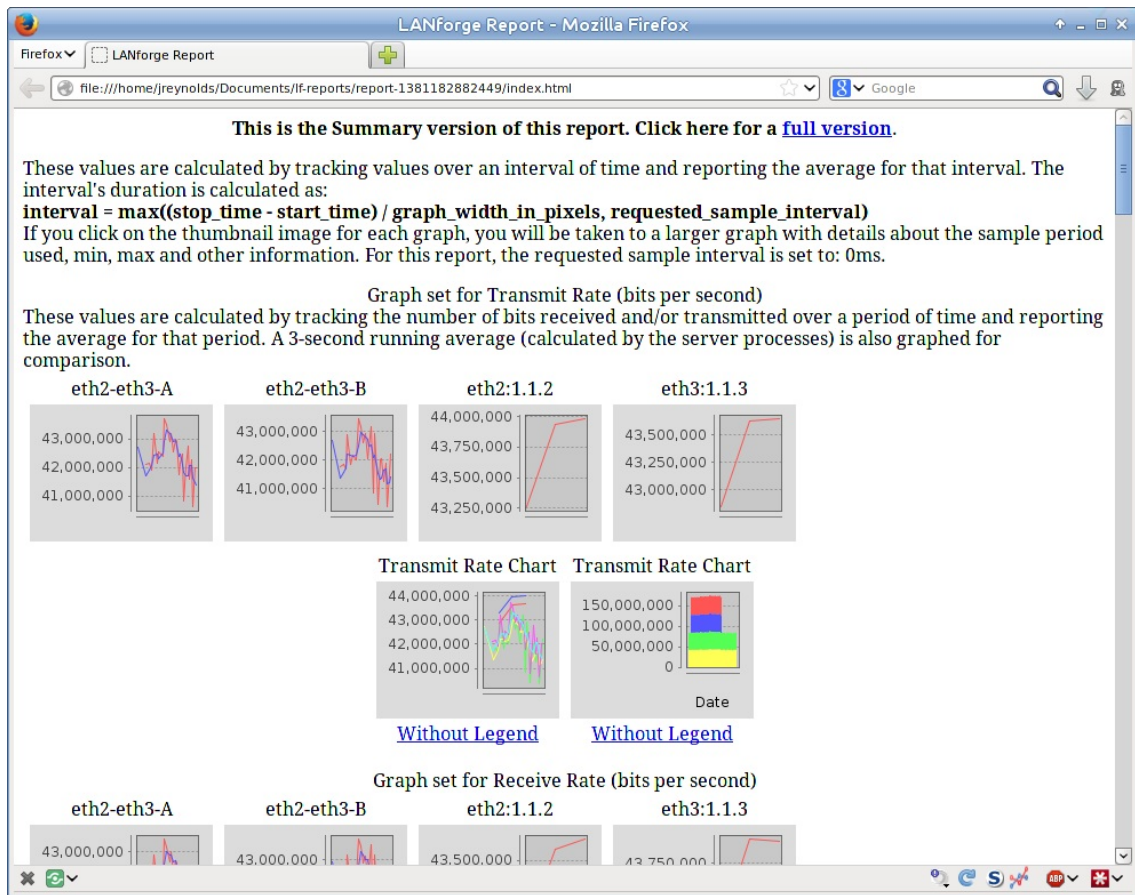 LANforge Report - Mozilla Firefox
Firefox
LANforge Report
file:///home/jreynolds/Documents/lf-reports/report-1381182882449/index.html
Google
This is the Summary version of this report. Click here for a full version.
These values are calculated by tracking values over an interval of time and reporting the average for that interval. The
interval's duration is calculated as:
interval = max((stop_time - start_time) / graph_width_in_pixels, requested_sample_interval)
If you click on the thumbnail image for each graph, you will be taken to a larger graph with details about the sample period
used, min, max and other information. For this report, the requested sample interval is set to: 0ms.
Graph set for Transmit Rate (bits per second)
These values are calculated by tracking the number of bits received and/or transmitted over a period of time and reporting
the average for that period. A 3-second running average (calculated by the server processes) is also graphed for
comparison.
eth2-eth3-A eth2-eth3-B eth2:1.1.2 eth3:1.1.3
43,000,000
42,000,000
41,000,000
43,000,000
42,000,000
41,000,000
44,000,000
43,750,000
43,500,000
43,250,000
43,500,000
43,250,000
43,000,000
Transmit Rate Chart Transmit Rate Chart
44,000,000
43,000,000
42,000,000
41,000,000
150,000,000
100,000,000
50,000,000
0
Date
Without Legend Without Legend
Graph set for Receive Rate (bits per second)
eth2-eth3-A eth2-eth3-B eth2:1.1.2 eth3:1.1.3
43,000,000 43,000,000 43,500,000 43,750,000
S
ABP